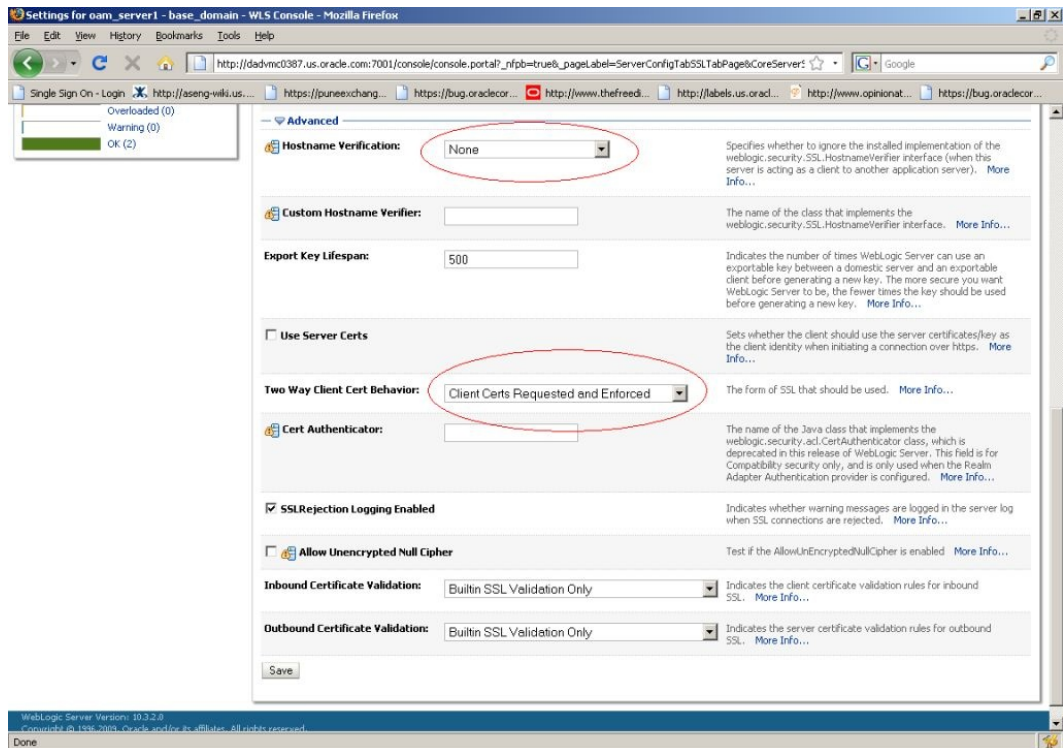 Settings for oam_server1 - base_domain - WLS Console - Mozilla Firefox
File Edit View History Bookmarks Tools Help
http://dadvmc0387.us.oracle.com:7001/console/console.portal?_nfpb=true&_pageLabel=ServerConfigTabSSLTabPage&CoreServerS
Google
Single Sign On - Login http://aseng-wiki.us.... https://puneexchang... https://bug.oraclecor... http://www.thefreedi... http://labels.us.oracl... http://www.opinionat... https://bug.oraclecor...
Overloaded (0)
Warning (0)
OK (2)
Advanced
Hostname Verification:
None
Specifies whether to ignore the installed implementation of the
weblogic.security.SSL.HostnameVerifier interface (when this
server is acting as a client to another application server). More
Info...
Custom Hostname Verifier:
The name of the class that implements the
weblogic.security.SSL.HostnameVerifier interface. More Info...
Export Key Lifespan:
500
Indicates the number of times WebLogic Server can use an
exportable key between a domestic server and an exportable
client before generating a new key. The more secure you want
WebLogic Server to be, the fewer times the key should be used
before generating a new key. More Info...
Use Server Certs
Sets whether the client should use the server certificates/key as
the client identity when initiating a connection over https. More
Info...
Two Way Client Cert Behavior:
Client Certs Requested and Enforced
The form of SSL that should be used. More Info...
Cert Authenticator:
The name of the Java class that implements the
weblogic.security.acl.CertAuthenticator class, which is
deprecated in this release of WebLogic Server. This field is for
Compatibility security only, and is only used when the Realm
Adapter Authentication provider is configured. More Info...
SSLRejection Logging Enabled
Indicates whether warning messages are logged in the server log
when SSL connections are rejected. More Info...
Allow Unencrypted Null Cipher
Test if the AllowUnEncryptedNullCipher is enabled More Info...
Inbound Certificate Validation:
Builtin SSL Validation Only
Indicates the client certificate validation rules for inbound
SSL. More Info...
Outbound Certificate Validation:
Builtin SSL Validation Only
Indicates the server certificate validation rules for outbound
SSL. More Info...
Save
WebLogic Server Version: 10.3.2.0
Copyright © 1996-2009, Oracle and/or its affiliates. All rights reserved.
Done